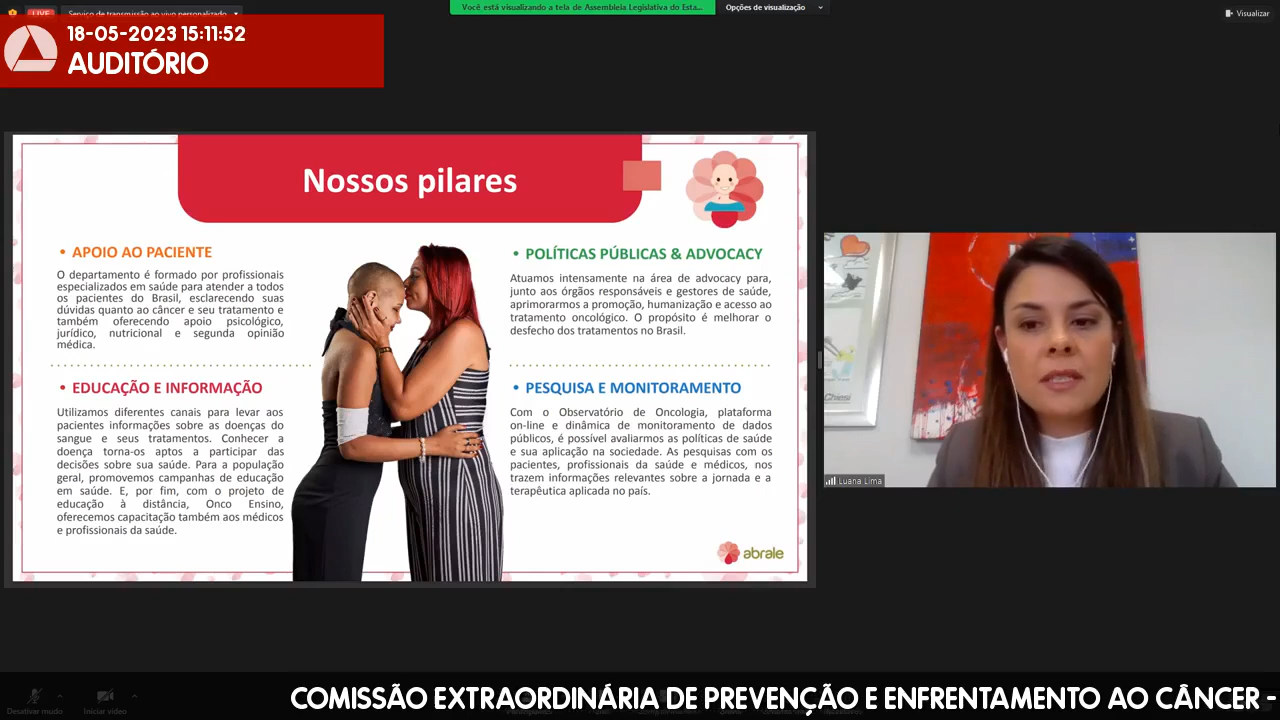 LIVE
Serviço de transmissão ao vivo personalizado
Você está visualizando a tela de Assembleia Legislativa do Esta...
Opções de visualização
Visualizar
18-05-2023 15:11:52
AUDITÓRIO
Nossos pilares
• APOIO AO PACIENTE
O departamento é formado por profissionais
especializados em saúde para atender a todos
os pacientes do Brasil, esclarecendo suas
dúvidas quanto ao câncer e seu tratamento e
também oferecendo apoio psicológico,
jurídico, nutricional e segunda opinião
médica.
• EDUCAÇÃO E INFORMAÇÃO
Utilizamos diferentes canais para levar aos
pacientes informações sobre as doenças do
sangue e seus tratamentos. Conhecer a
doença torna-os aptos a participar das
decisões sobre sua saúde. Para a população
geral, promovemos campanhas de educação
em saúde. E, por fim, com o projeto de
educação à distância, Onco Ensino,
oferecemos capacitação também aos médicos
e profissionais da saúde.
• POLÍTICAS PÚBLICAS & ADVOCACY
Atuamos intensamente na área de advocacy para,
junto aos órgãos responsáveis e gestores de saúde,
aprimorarmos a promoção, humanização e acesso ao
tratamento oncológico. O propósito é melhorar o
desfecho dos tratamentos no Brasil.
• PESQUISA E MONITORAMENTO
Com o Observatório de Oncologia, plataforma
on-line e dinâmica de monitoramento de dados
públicos, é possível avaliarmos as políticas de saúde
e sua aplicação na sociedade. As pesquisas com os
pacientes, profissionais da saúde e médicos, nos
trazem informações relevantes sobre a jornada e a
terapêutica aplicada no país.
abrale
Chiesi
Luana Lima
Desativar mudo
Iniciar vídeo
COMISSÃO EXTRAORDINÁRIA DE PREVENÇÃO E ENFRENTAMENTO AO CÂNCER -